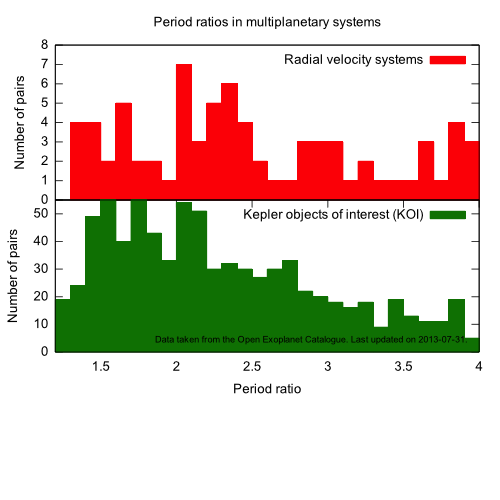 Period ratios in multiplanetary systems
8
Radial velocity systems
7
6
5
4
3
2
1
0
Number of pairs
Kepler objects of interest (KOI)
50
40
30
20
10
0
Number of pairs
Data taken from the Open Exoplanet Catalogue. Last updated on 2013-07-31.
1.5 2 2.5 3 3.5 4
Period ratio